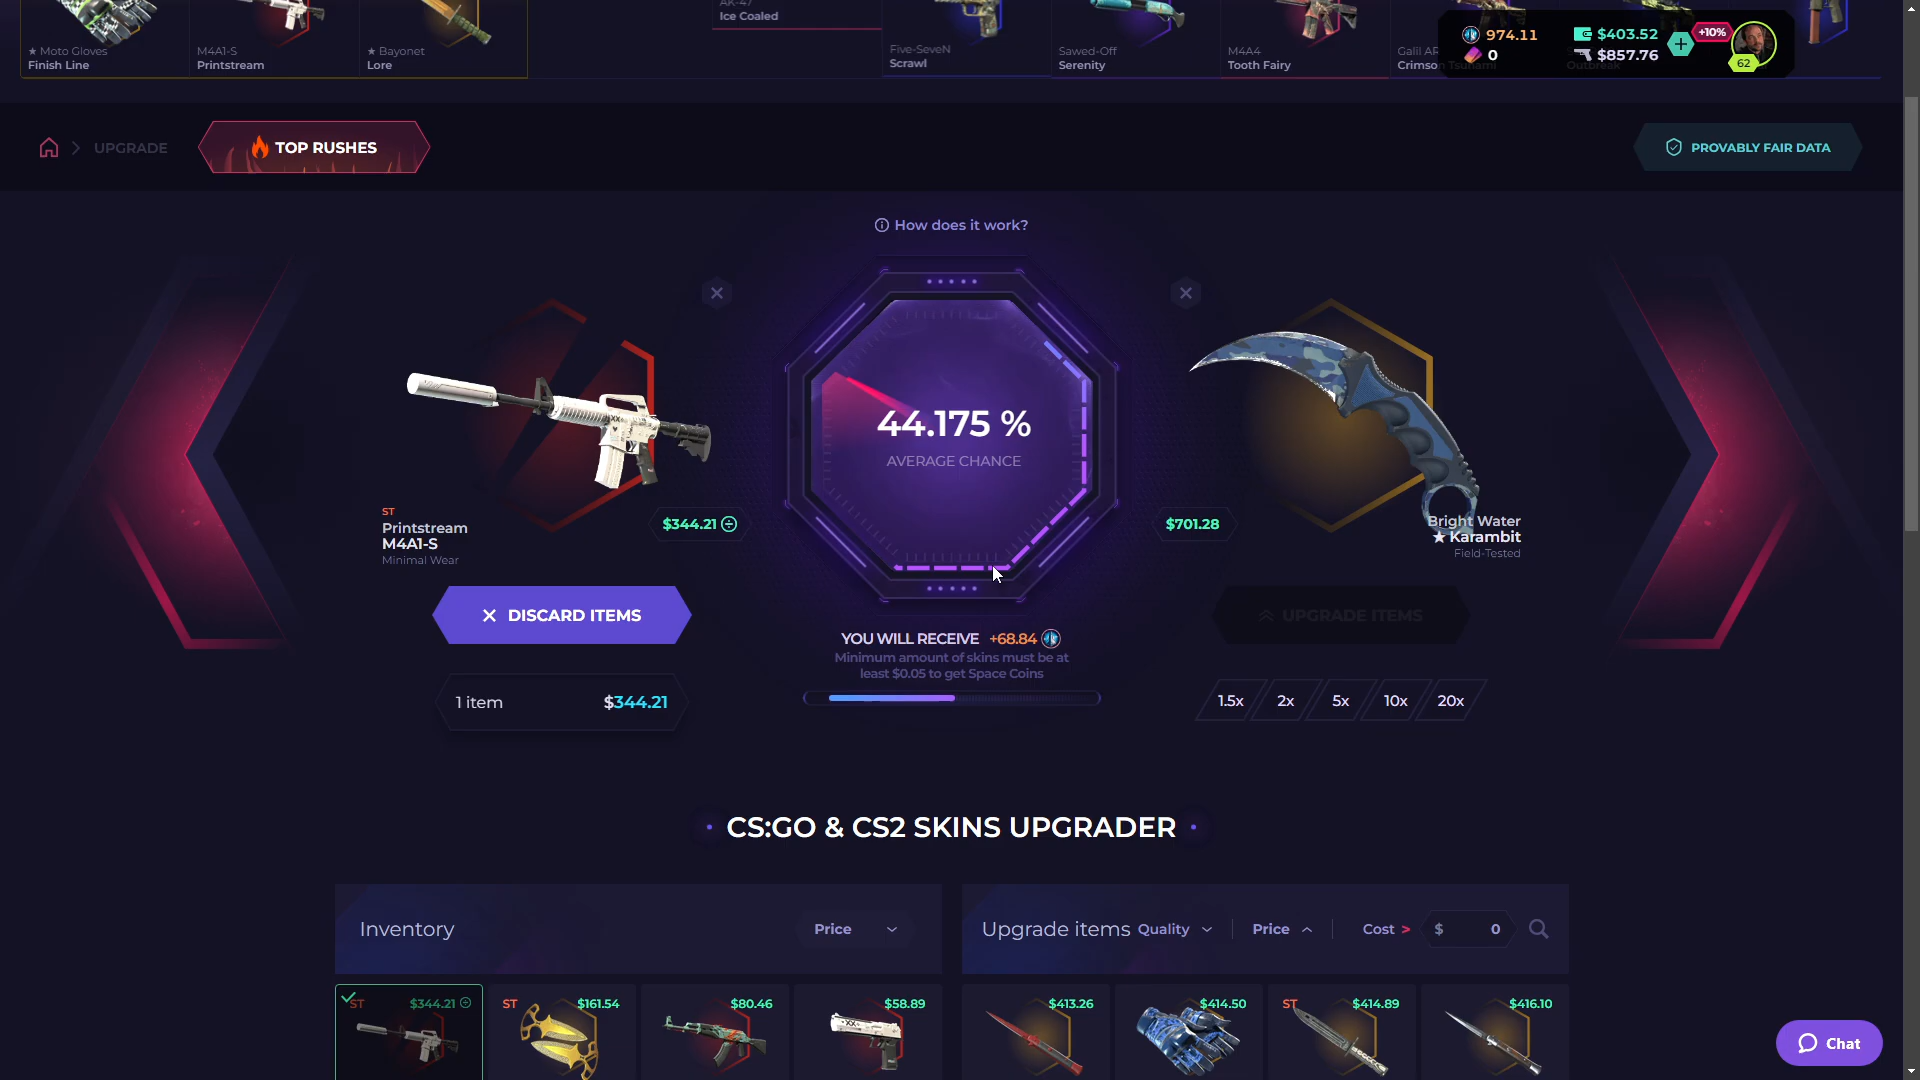 ★ Moto Gloves
Finish Line
M4A1-S
Printstream
★ Bayonet
Lore
AK-47
Ice Coaled
Five-SeveN
Scrawl
Sawed-Off
Serenity
M4A4
Tooth Fairy
Galil AR
Crimson Tsunami
Outbreak
974.11
0
$403.52
$857.76
+10%
62
UPGRADE
TOP RUSHES
PROVABLY FAIR DATA
How does it work?
44.175 %
AVERAGE CHANCE
ST
Printstream
M4A1-S
Minimal Wear
$344.21
$701.28
Bright Water
★ Karambit
Field-Tested
DISCARD ITEMS
UPGRADE ITEMS
YOU WILL RECEIVE +68.84
Minimum amount of skins must be at
least $0.05 to get Space Coins
1 item $344.21
1.5x 2x 5x 10x 20x
• CS:GO & CS2 SKINS UPGRADER •
Inventory Price
Upgrade items Quality Price Cost > $ 0
ST $344.21
ST $161.54
$80.46
$58.89
$413.26
$414.50
ST $414.89
$416.10
Chat